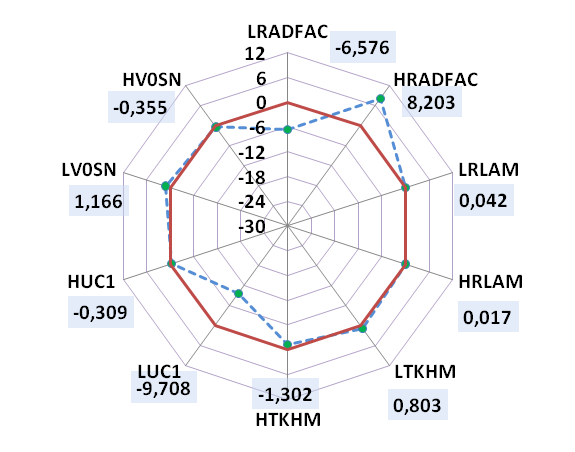 LRADFAC
-6,576
12
6
0
-6
-12
-18
-24
-30
HRADFAC
8,203
LRLAM
0,042
HRLAM
0,017
LTKHM
0,803
HTKHM
-1,302
LUC1
-9,708
HUC1
-0,309
LV0SN
1,166
HV0SN
-0,355